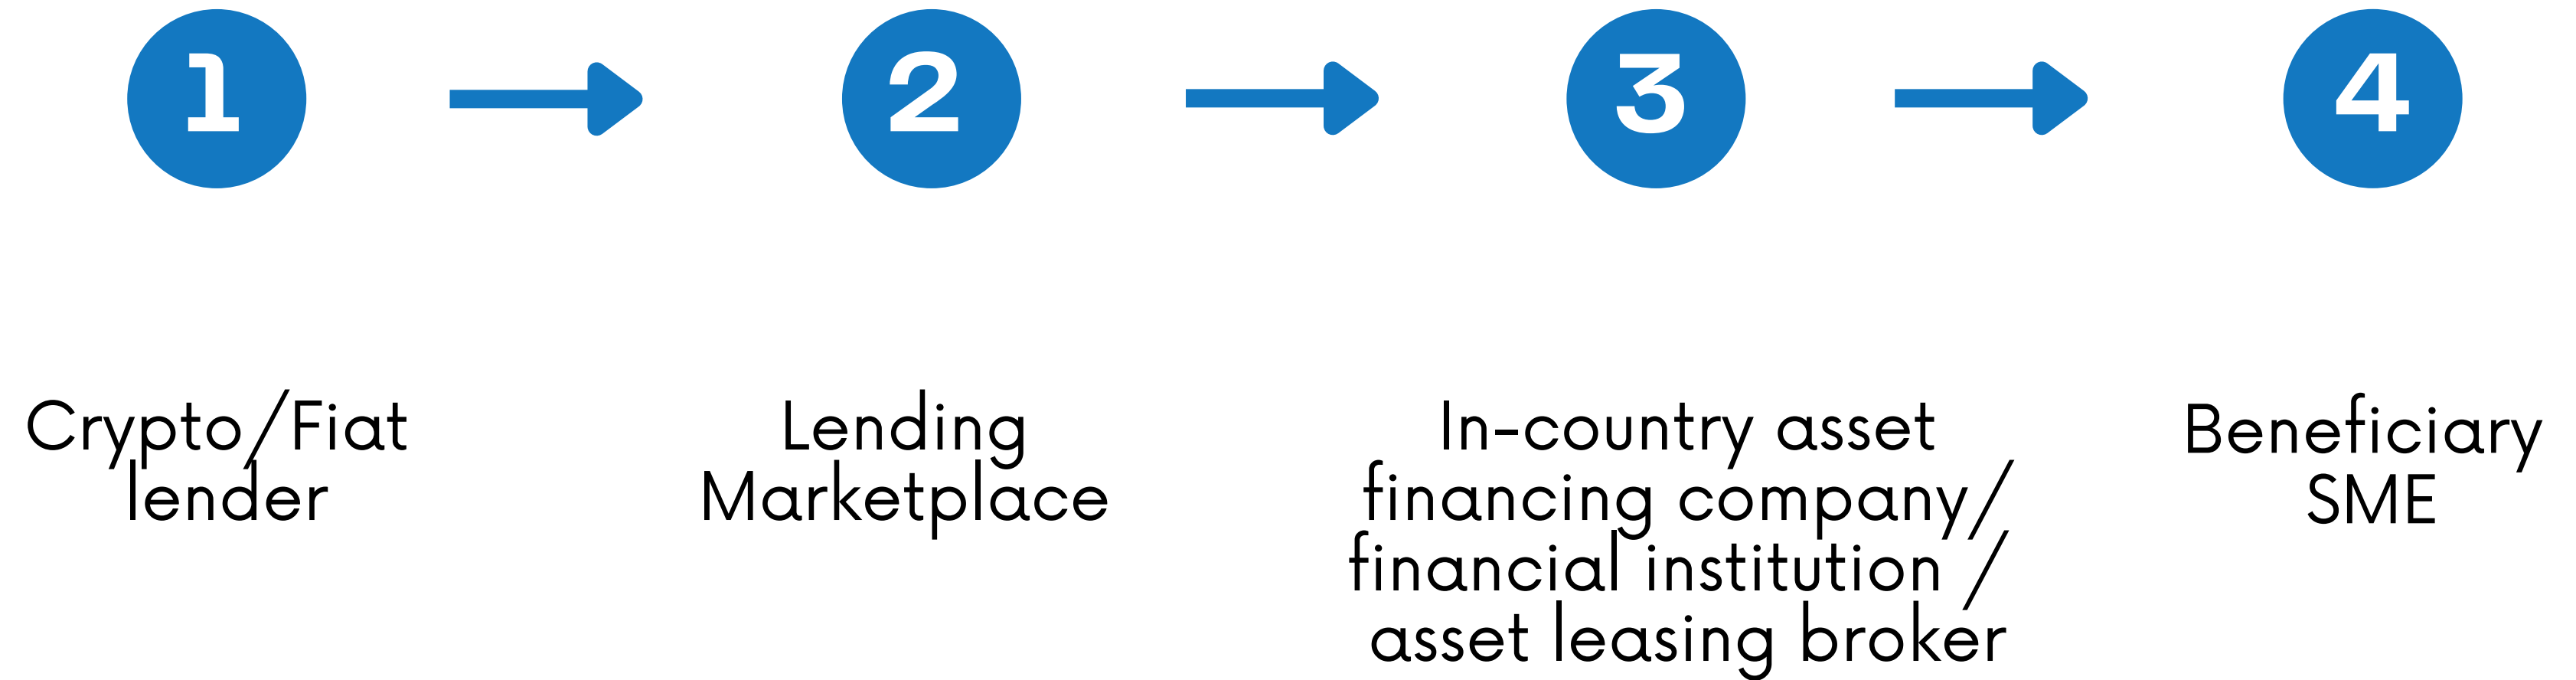 1
2
3
4
Crypto/Fiat
lender
Lending
Marketplace
In-country asset
financing company/
financial institution /
asset leasing broker
Beneficiary
SME